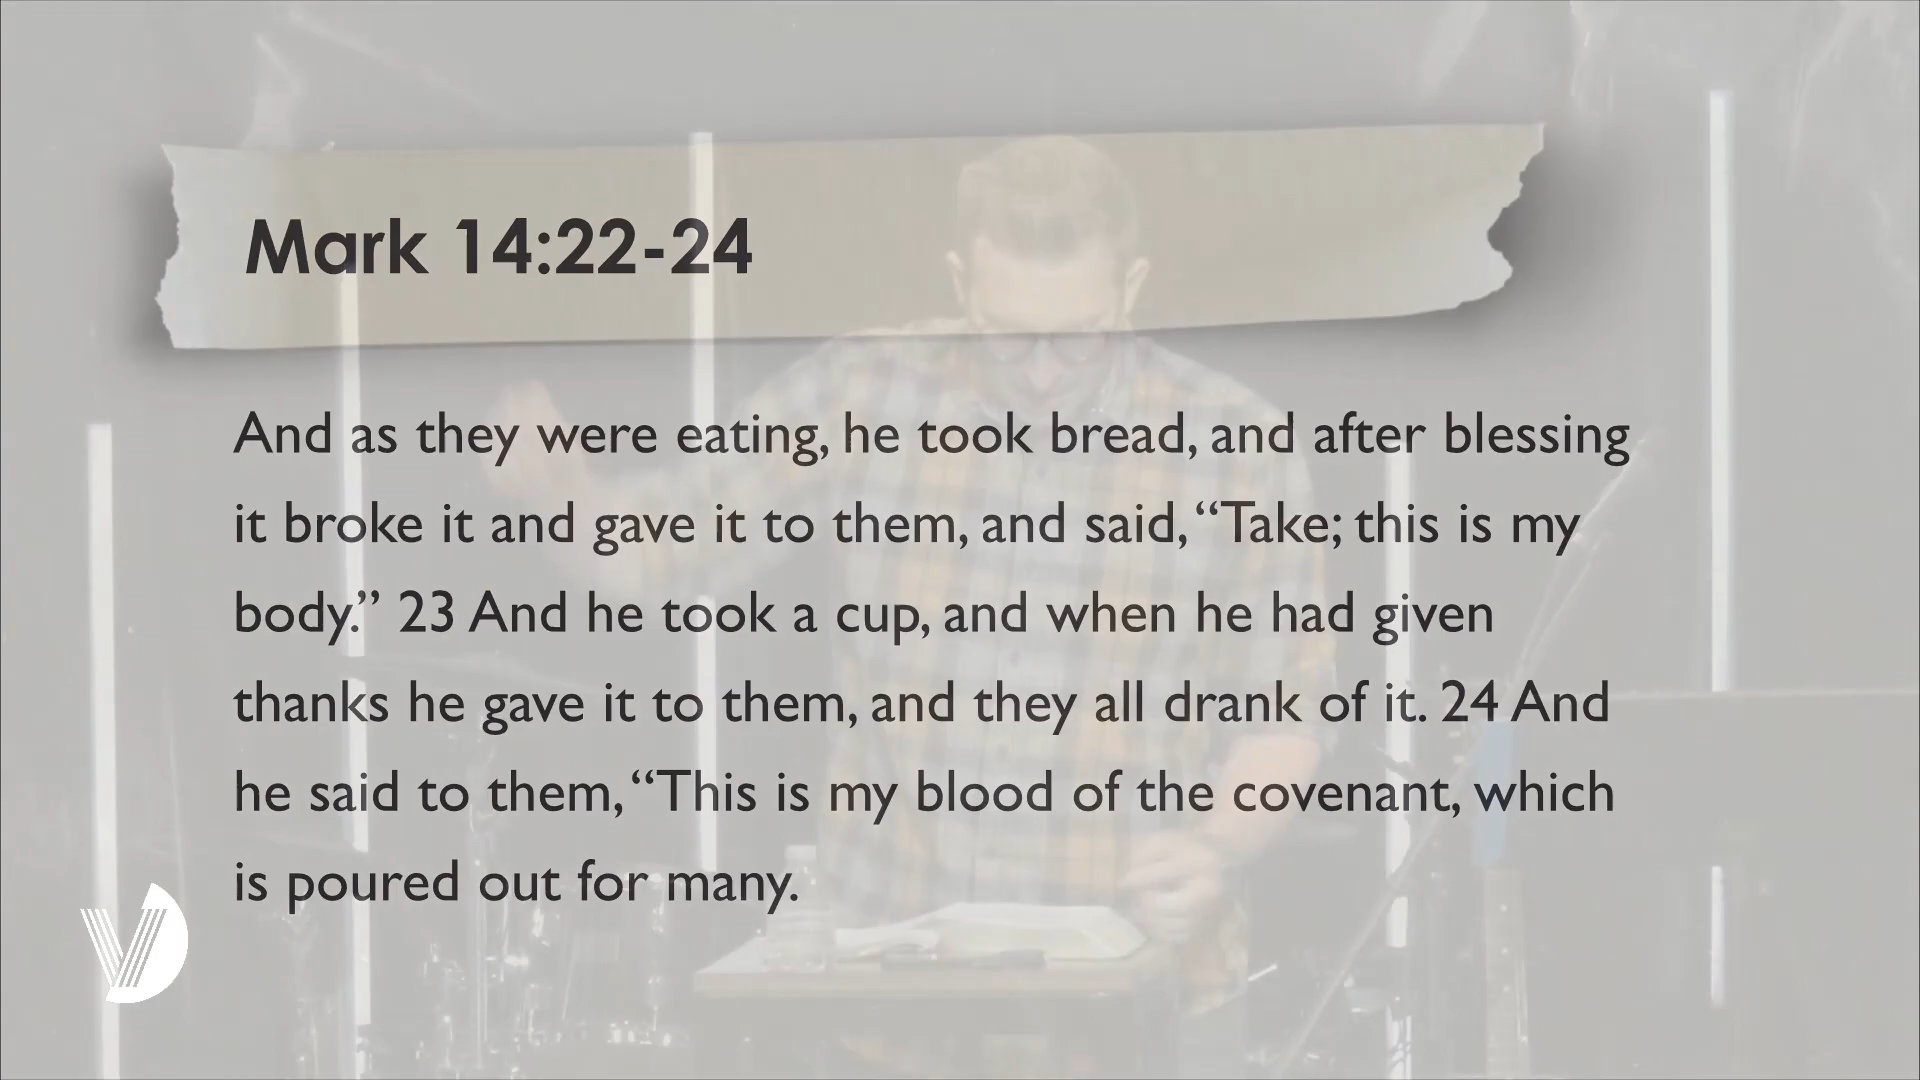 Mark 14:22-24
And as they were eating, he took bread, and after blessing
it broke it and gave it to them, and said, “Take; this is my
body.” 23 And he took a cup, and when he had given
thanks he gave it to them, and they all drank of it. 24 And
he said to them, “This is my blood of the covenant, which
is poured out for many.